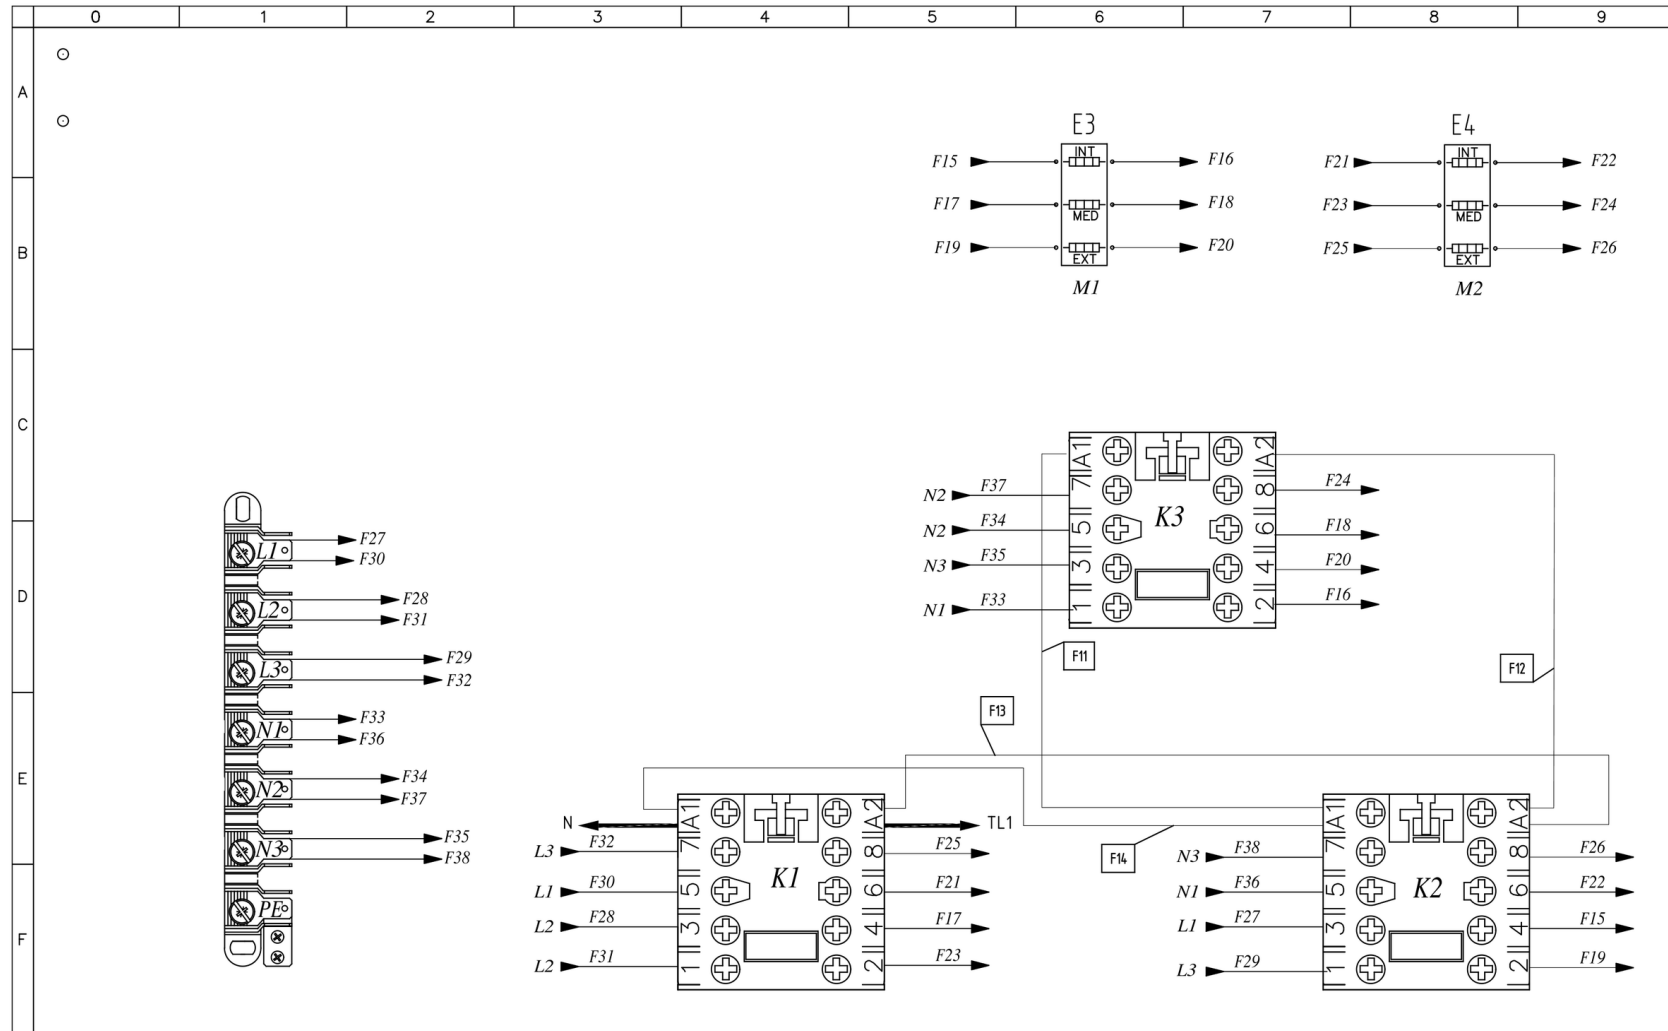 0 1 2 3 4 5 6 7 8 9
A
E3 E4
INT INT
F15 F16 F21 F22
B
F17 F18 F23 F24
MED MED
F19 F20 F25 F26
EXT EXT
M1 M2
C
A1 A2
F37 7 8 F24
N2
F34 5 K3 6 F18
N2
F35 3 4 F20
N3
F33 1 2 F16
N1
L1 F27
F30
D
L2 F28
F31
L3 F29
F32
F11 F12
F13
N1 F33
F36
E
N2 F34
F37
N3 F35
F38
F14
N A1 A2 TL1 A1 A2
L3 F32 7 8 F25 N3 F38 7 8 F26
L1 F30 5 K1 6 F21 N1 F36 5 K2 6 F22
L2 F28 3 4 F17 L1 F27 3 4 F15
L2 F31 1 2 F23 L3 F29 1 2 F19
PE
F